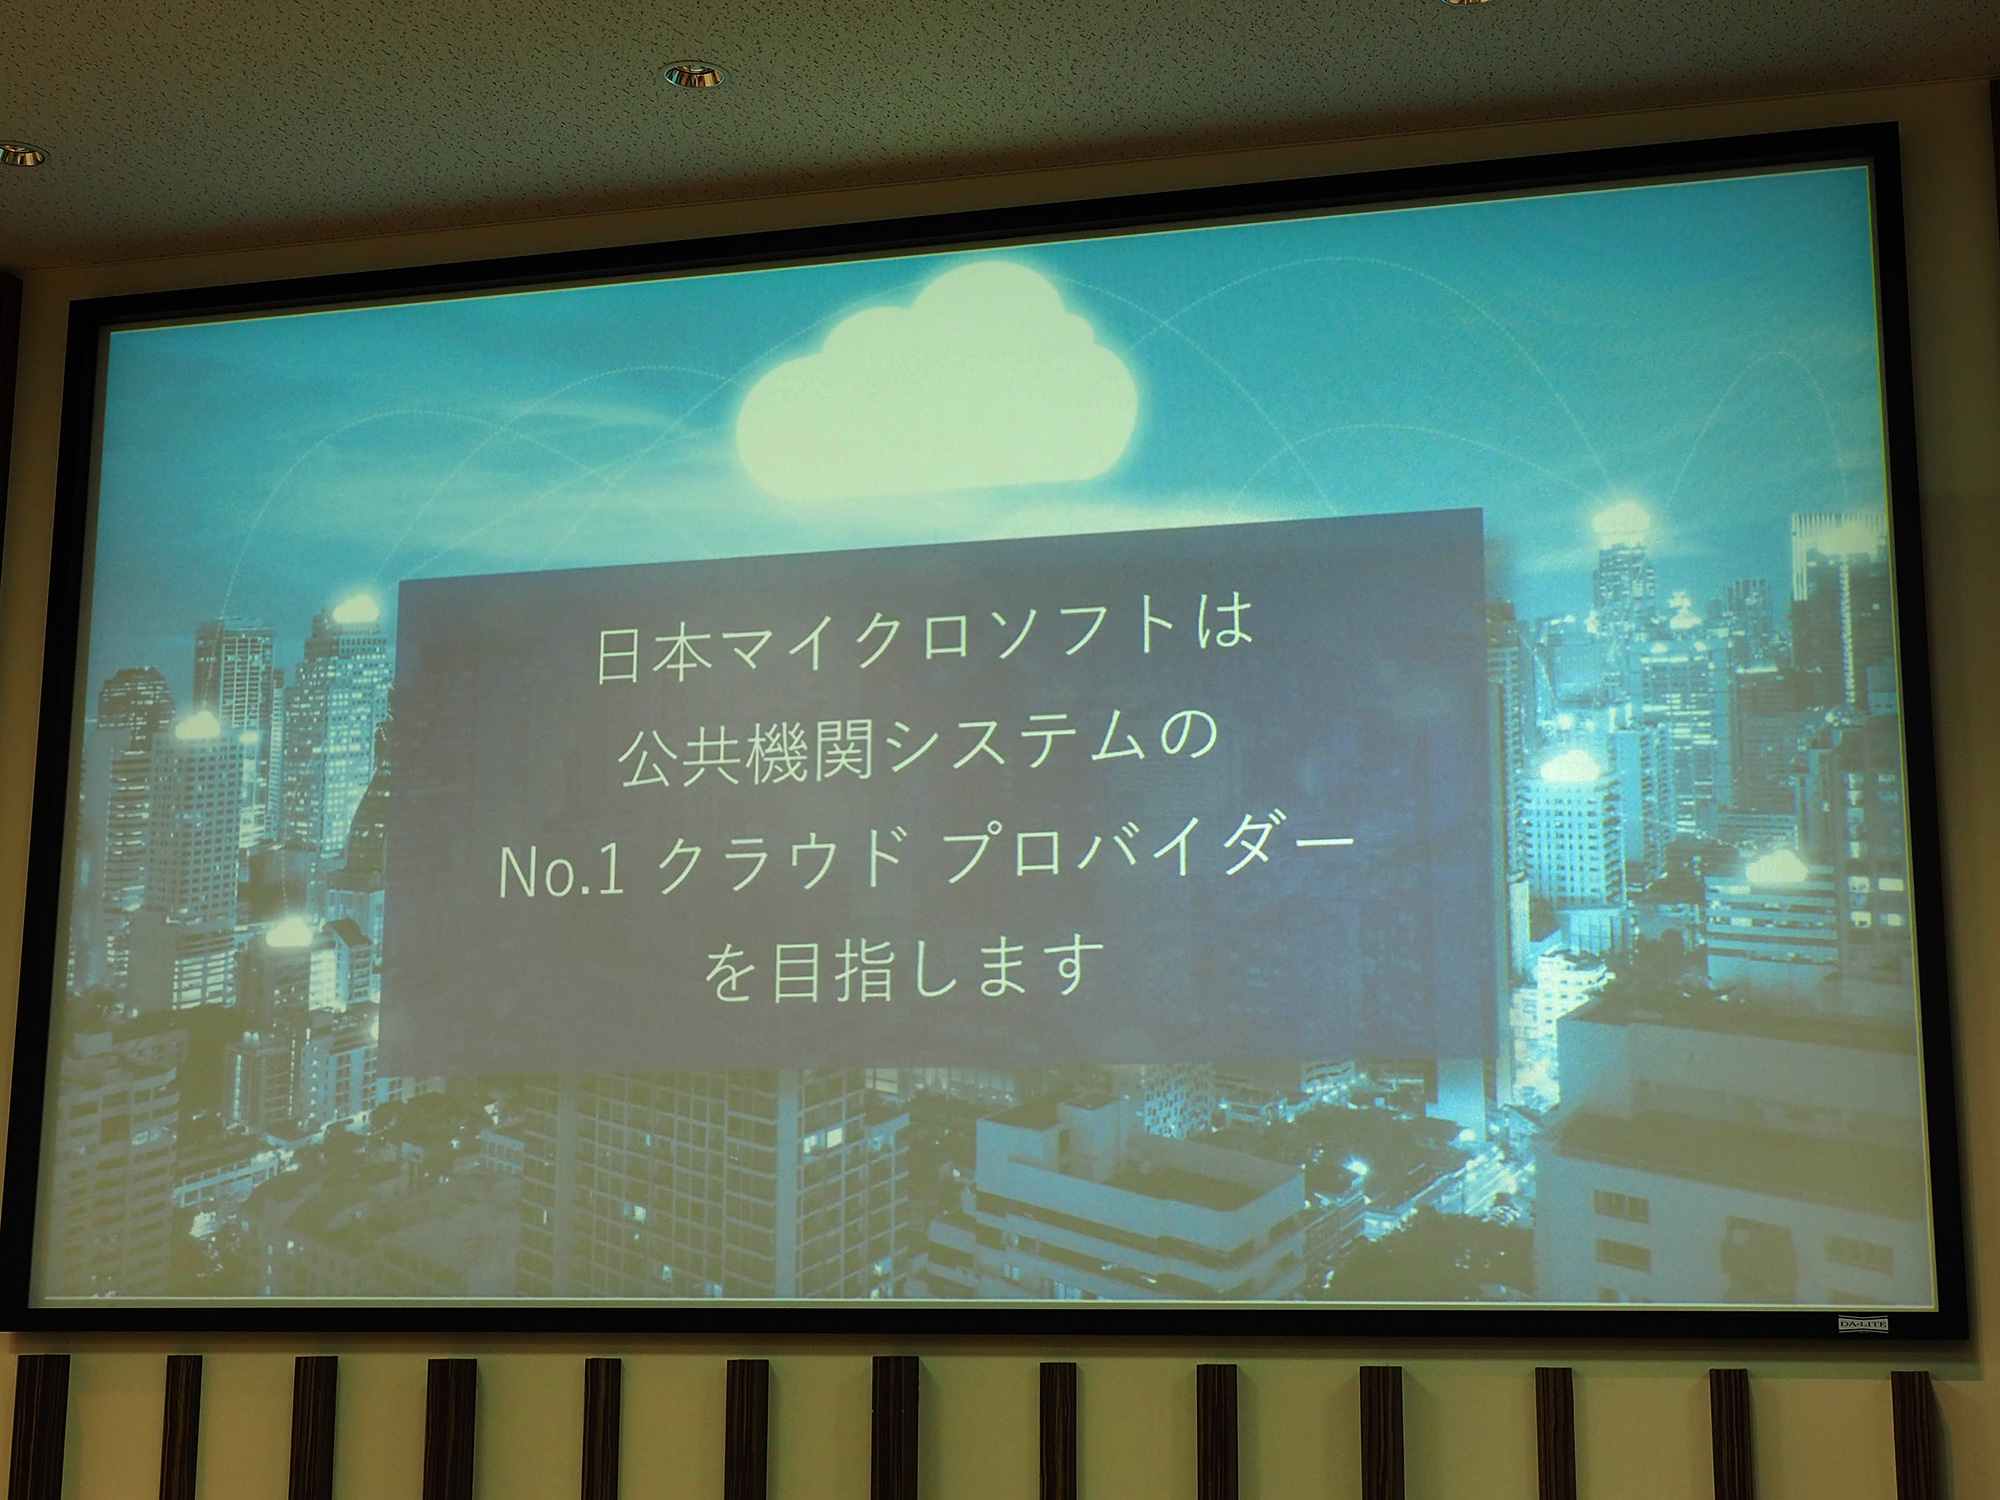 日本マイクロソフトは
公共機関システムの
No.1 クラウド プロバイダー
を目指します
DA-LITE